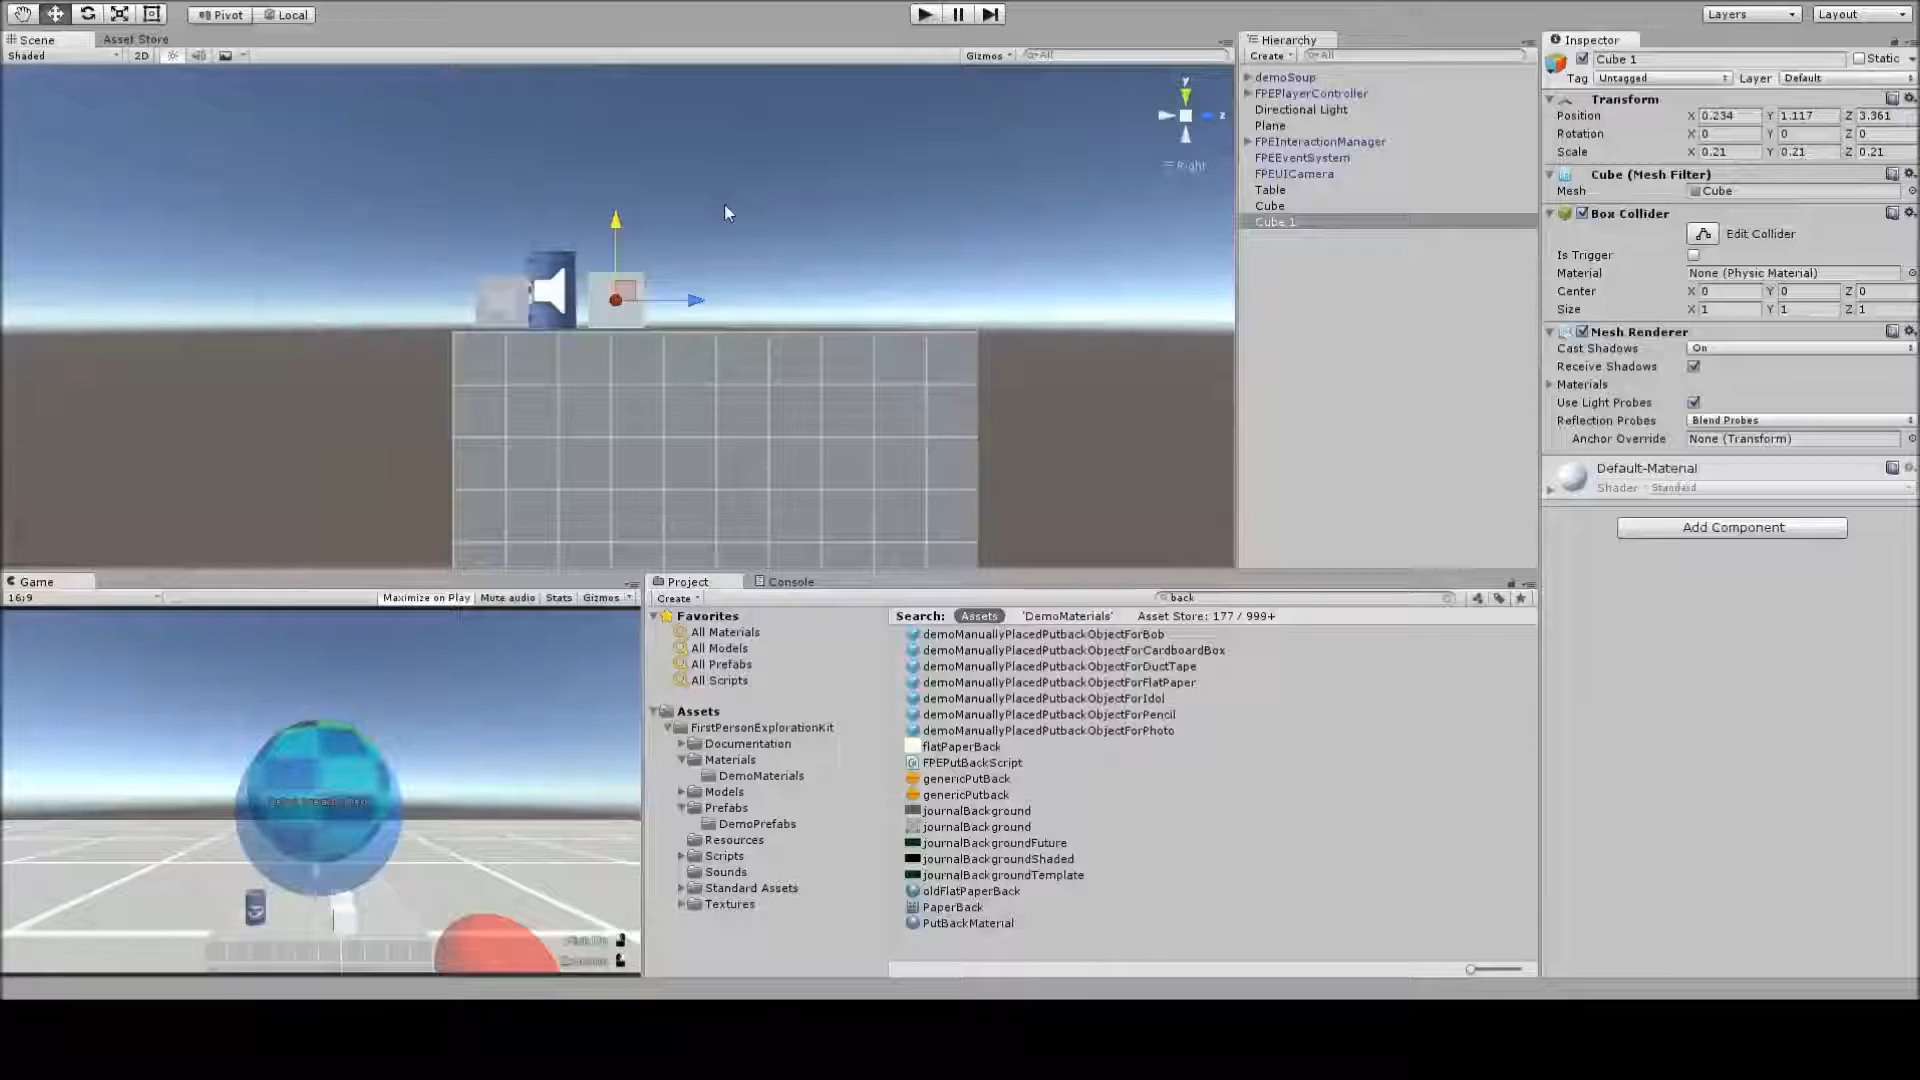 Pivot Local Layers Layout
Scene Asset Store
Shaded 2D Gizmos All
y
z
Right
Hierarchy
Create All
demoSoup
FPEPlayerController
Directional Light
Plane
FPEInteractionManager
FPEEventSystem
FPEUICamera
Table
Cube
Cube 1
Inspector
Cube 1 Static
Tag Untagged Layer Default
Transform
Position X 0.234 Y 1.117 Z 3.361
Rotation X 0 Y 0 Z 0
Scale X 0.21 Y 0.21 Z 0.21
Cube (Mesh Filter)
Mesh Cube
Box Collider
Edit Collider
Is Trigger
Material None (Physic Material)
Center X 0 Y 0 Z 0
Size X 1 Y 1 Z 1
Mesh Renderer
Cast Shadows On
Receive Shadows
Materials
Use Light Probes
Reflection Probes Blend Probes
Anchor Override None (Transform)
Default-Material
Shader Standard
Add Component
Game
16:9 Maximize on Play Mute audio Stats Gizmos
Project Console
Create back
Favorites
All Materials
All Models
All Prefabs
All Scripts
Assets
FirstPersonExplorationKit
Documentation
Materials
DemoMaterials
Models
Prefabs
DemoPrefabs
Resources
Scripts
Sounds
Standard Assets
Textures
Search: Assets 'DemoMaterials' Asset Store: 177 / 999+
demoManuallyPlacedPutbackObjectForBob
demoManuallyPlacedPutbackObjectForCardboardBox
demoManuallyPlacedPutbackObjectForDuctTape
demoManuallyPlacedPutbackObjectForFlatPaper
demoManuallyPlacedPutbackObjectForIdol
demoManuallyPlacedPutbackObjectForPencil
demoManuallyPlacedPutbackObjectForPhoto
flatPaperBack
FPEPutBackScript
genericPutBack
genericPutback
journalBackground
journalBackground
journalBackgroundFuture
journalBackgroundShaded
journalBackgroundTemplate
oldFlatPaperBack
PaperBack
PutBackMaterial